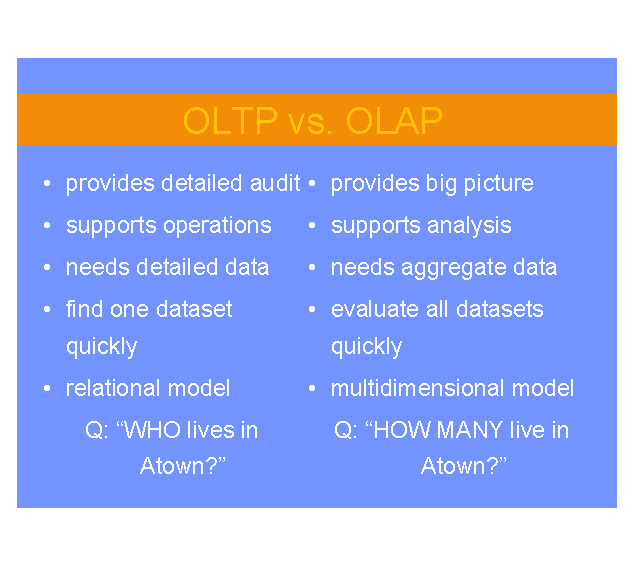 OLTP vs. OLAP
• provides detailed audit
• supports operations
• needs detailed data
• find one dataset
quickly
• relational model
Q: “WHO lives in
Atown?”
• provides big picture
• supports analysis
• needs aggregate data
• evaluate all datasets
quickly
• multidimensional model
Q: “HOW MANY live in
Atown?”